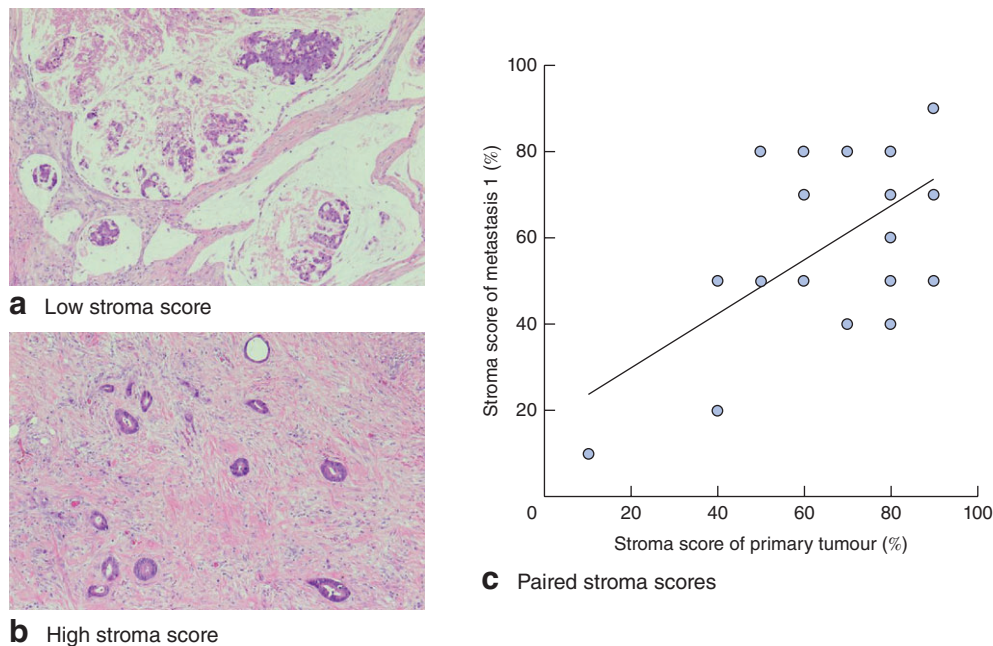 a Low stroma score
b High stroma score
100
80
60
40
20
0 20 40 60 80 100
Stroma score of metastasis 1 (%)
Stroma score of primary tumour (%)
c Paired stroma scores